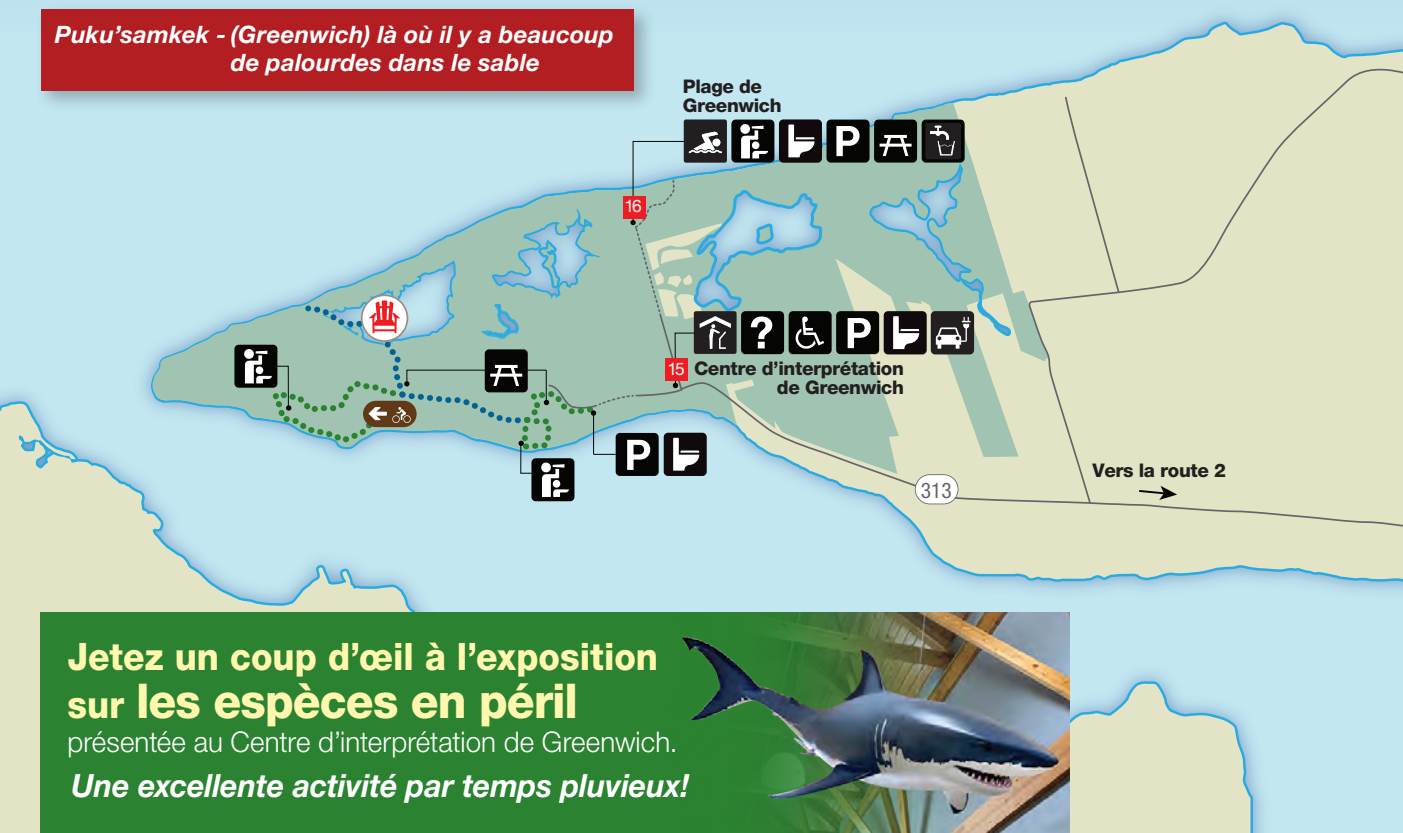 Puku'samkek - (Greenwich) là où il y a beaucoup
de palourdes dans le sable
Plage de
Greenwich
P
16
?
P
15
Centre d'interprétation
de Greenwich
P
313
Vers la route 2
Jetez un coup d'œil à l'exposition
sur les espèces en péril
présentée au Centre d'interprétation de Greenwich.
Une excellente activité par temps pluvieux!